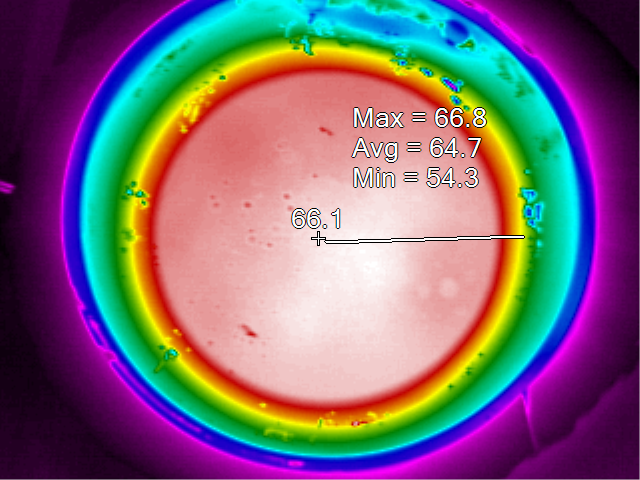 Max = 66.8
Avg = 64.7
Min = 54.3
66.1